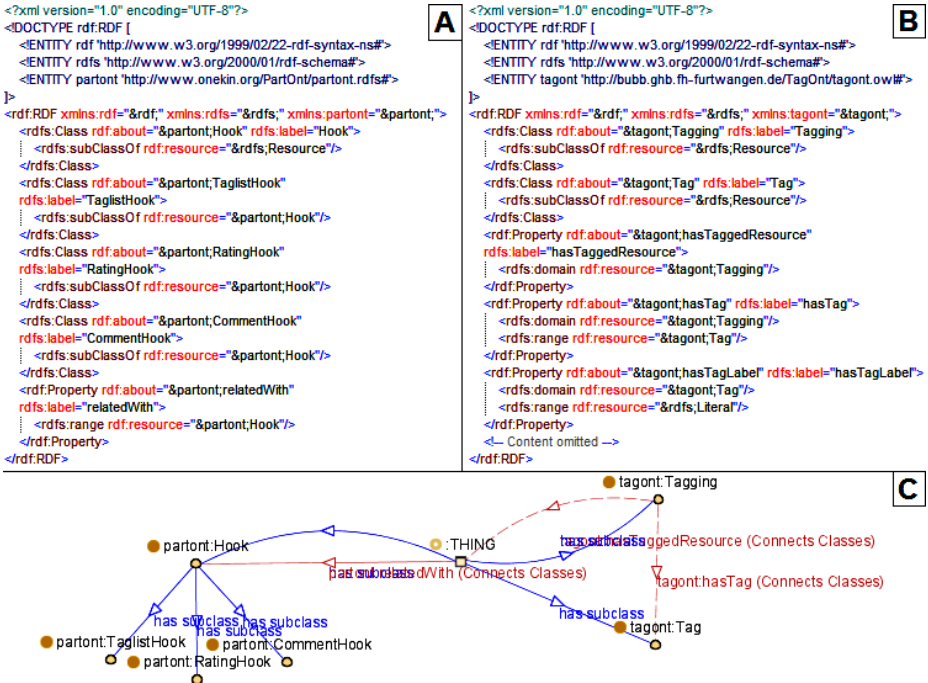 A
<?xml version="1.0" encoding="UTF-8"?>
<!DOCTYPE rdf:RDF [
<!ENTITY rdf 'http://www.w3.org/1999/02/22-rdf-syntax-ns#'>
<!ENTITY rdfs 'http://www.w3.org/2000/01/rdf-schema#'>
<!ENTITY partont 'http://www.onekin.org/PartOnt/partont.rdfs#'>
]>
<rdf:RDF xmlns:rdf="&rdf;" xmlns:rdfs="&rdfs;" xmlns:partont="&partont;">
<rdfs:Class rdf:about="&partont;Hook" rdfs:label="Hook">
<rdfs:subClassOf rdf:resource="&rdfs;Resource"/>
</rdfs:Class>
<rdfs:Class rdf:about="&partont;TaglistHook"
rdfs:label="TaglistHook">
<rdfs:subClassOf rdf:resource="&partont;Hook"/>
</rdfs:Class>
<rdfs:Class rdf:about="&partont;RatingHook"
rdfs:label="RatingHook">
<rdfs:subClassOf rdf:resource="&partont;Hook"/>
</rdfs:Class>
<rdfs:Class rdf:about="&partont;CommentHook"
rdfs:label="CommentHook">
<rdfs:subClassOf rdf:resource="&partont;Hook"/>
</rdfs:Class>
<rdf:Property rdf:about="&partont;relatedWith"
rdfs:label="relatedWith">
<rdfs:range rdf:resource="&partont;Hook"/>
</rdf:Property>
</rdf:RDF>
B
<?xml version="1.0" encoding="UTF-8"?>
<!DOCTYPE rdf:RDF [
<!ENTITY rdf 'http://www.w3.org/1999/02/22-rdf-syntax-ns#'>
<!ENTITY rdfs 'http://www.w3.org/2000/01/rdf-schema#'>
<!ENTITY tagont 'http://bubb.ghb.fh-furtwangen.de/TagOnt/tagont.owl#'>
]>
<rdf:RDF xmlns:rdf="&rdf;" xmlns:rdfs="&rdfs;" xmlns:tagont="&tagont;">
<rdfs:Class rdf:about="&tagont;Tagging" rdfs:label="Tagging">
<rdfs:subClassOf rdf:resource="&rdfs;Resource"/>
</rdfs:Class>
<rdfs:Class rdf:about="&tagont;Tag" rdfs:label="Tag">
<rdfs:subClassOf rdf:resource="&rdfs;Resource"/>
</rdfs:Class>
<rdf:Property rdf:about="&tagont;hasTaggedResource"
rdfs:label="hasTaggedResource">
<rdfs:domain rdf:resource="&tagont;Tagging"/>
</rdf:Property>
<rdf:Property rdf:about="&tagont;hasTag" rdfs:label="hasTag">
<rdfs:domain rdf:resource="&tagont;Tagging"/>
<rdfs:range rdf:resource="&tagont;Tag"/>
</rdf:Property>
<rdf:Property rdf:about="&tagont;hasTagLabel" rdfs:label="hasTagLabel">
<rdfs:domain rdf:resource="&tagont;Tag"/>
<rdfs:range rdf:resource="&rdfs;Literal"/>
</rdf:Property>
<!-- Content omitted -->
</rdf:RDF>
C
tagont:Tagging
partont:Hook
:THING
has subclass
TaggedResource (Connects Classes)
has subclass
relatedWith (Connects Classes)
tagont:hasTag (Connects Classes)
has subclass
tagont:Tag
has subclass
has subclass
has subclass
partont:TaglistHook
partont:CommentHook
partont:RatingHook